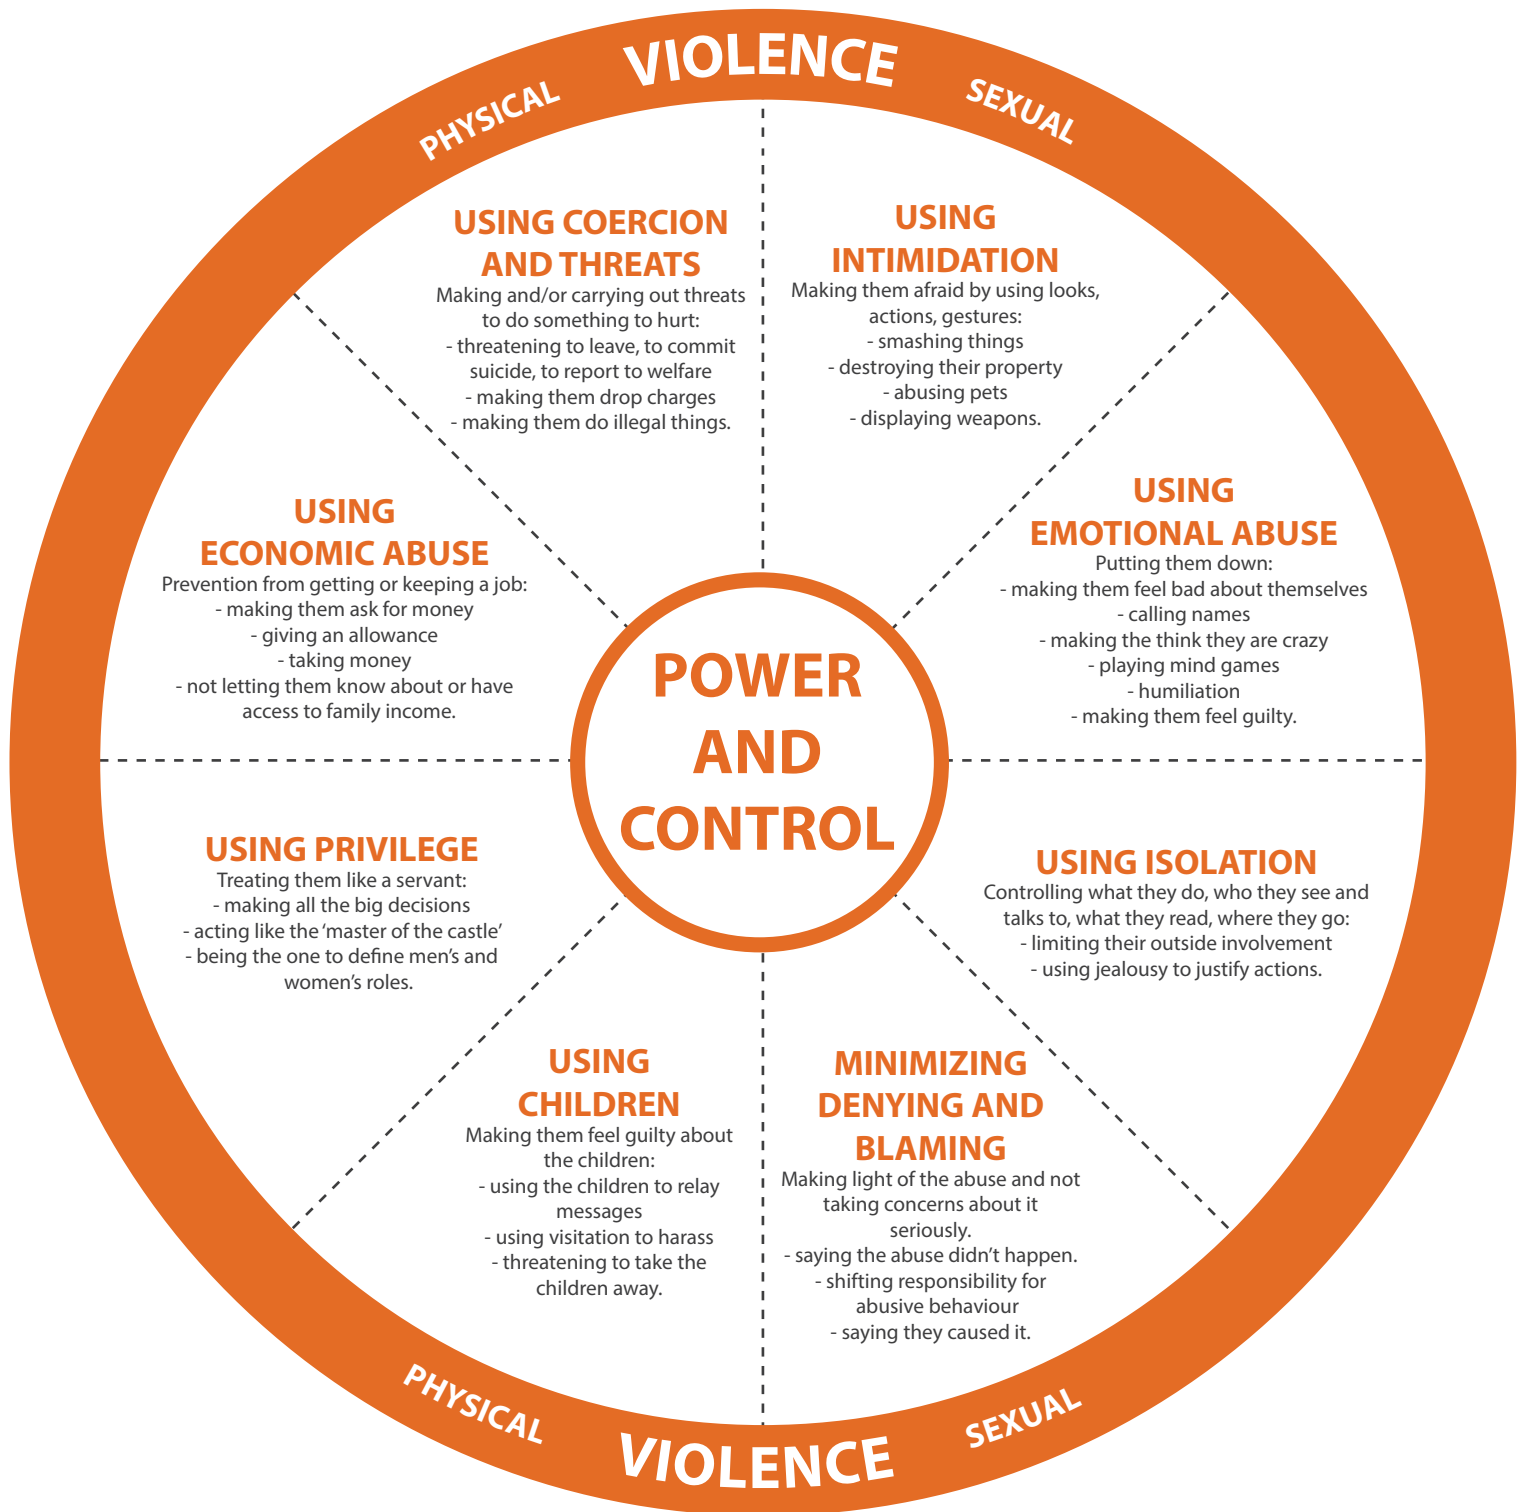 PHYSICAL
VIOLENCE
SEXUAL
USING COERCION
AND THREATS
Making and/or carrying out threats
to do something to hurt:
- threatening to leave, to commit
suicide, to report to welfare
- making them drop charges
- making them do illegal things.
USING
INTIMIDATION
Making them afraid by using looks,
actions, gestures:
- smashing things
- destroying their property
- abusing pets
- displaying weapons.
USING
EMOTIONAL ABUSE
Putting them down:
- making them feel bad about themselves
- calling names
- making the think they are crazy
- playing mind games
- humiliation
- making them feel guilty.
USING ISOLATION
Controlling what they do, who they see and
talks to, what they read, where they go:
- limiting their outside involvement
- using jealousy to justify actions.
MINIMIZING
DENYING AND
BLAMING
Making light of the abuse and not
taking concerns about it
seriously.
- saying the abuse didn’t happen.
- shifting responsibility for
abusive behaviour
- saying they caused it.
USING
CHILDREN
Making them feel guilty about
the children:
- using the children to relay
messages
- using visitation to harass
- threatening to take the
children away.
USING PRIVILEGE
Treating them like a servant:
- making all the big decisions
- acting like the ‘master of the castle’
- being the one to define men’s and
women’s roles.
USING
ECONOMIC ABUSE
Prevention from getting or keeping a job:
- making them ask for money
- giving an allowance
- taking money
- not letting them know about or have
access to family income.
POWER
AND
CONTROL
PHYSICAL
VIOLENCE
SEXUAL